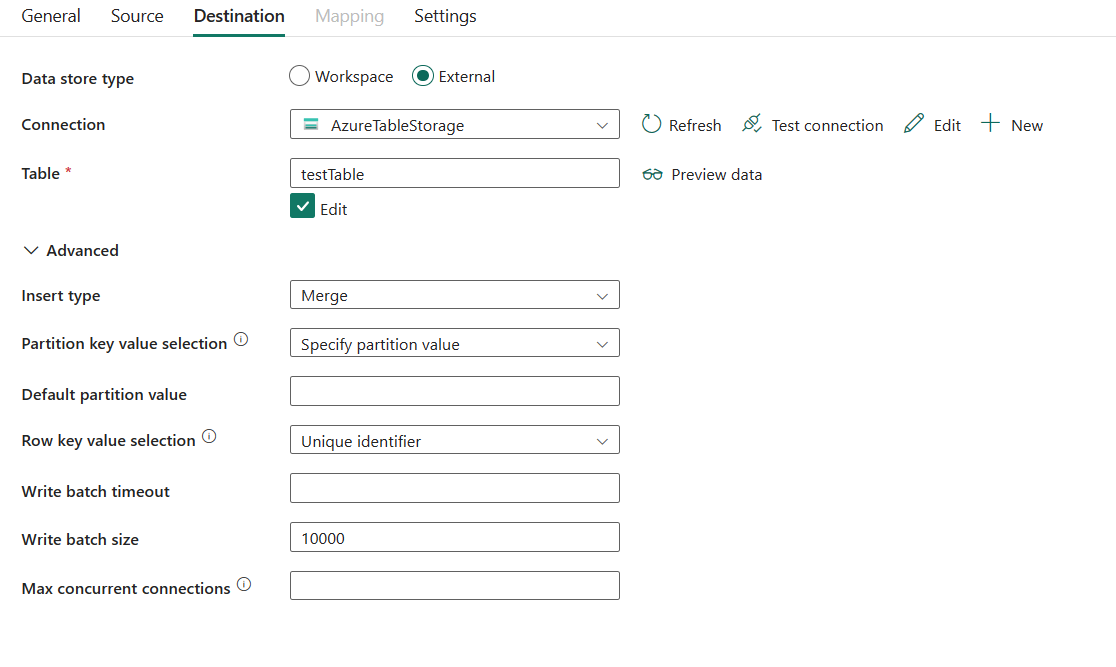 General Source Destination Mapping Settings
Data store type Workspace External
Connection AzureTableStorage Refresh Test connection Edit New
Table * testTable Preview data
Edit
Advanced
Insert type Merge
Partition key value selection Specify partition value
Default partition value
Row key value selection Unique identifier
Write batch timeout
Write batch size 10000
Max concurrent connections